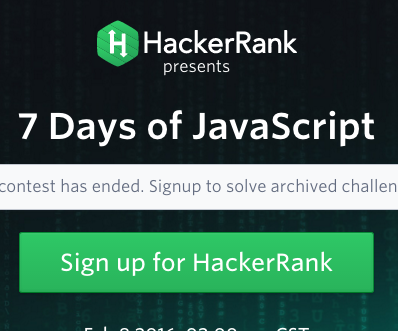 HackerRank
presents
7 Days of JavaScript
contest has ended. Signup to solve archived challen
Sign up for HackerRank